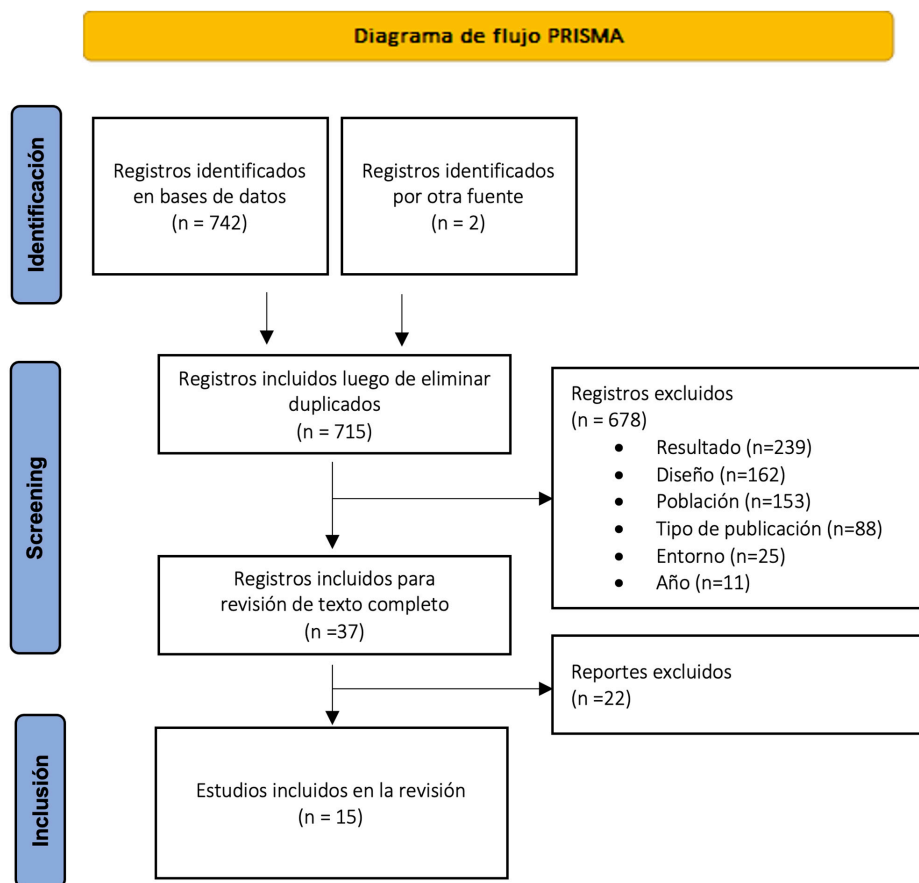 Diagrama de flujo PRISMA
Identificación
Registros identificados
en bases de datos
(n = 742)
Registros identificados
por otra fuente
(n = 2)
Screening
Registros incluidos luego de eliminar
duplicados
(n = 715)
Registros excluidos
(n = 678)
• Resultado (n=239)
• Diseño (n=162)
• Población (n=153)
• Tipo de publicación (n=88)
• Entorno (n=25)
• Año (n=11)
Registros incluidos para
revisión de texto completo
(n =37)
Reportes excluidos
(n =22)
Inclusión
Estudios incluidos en la revisión
(n = 15)